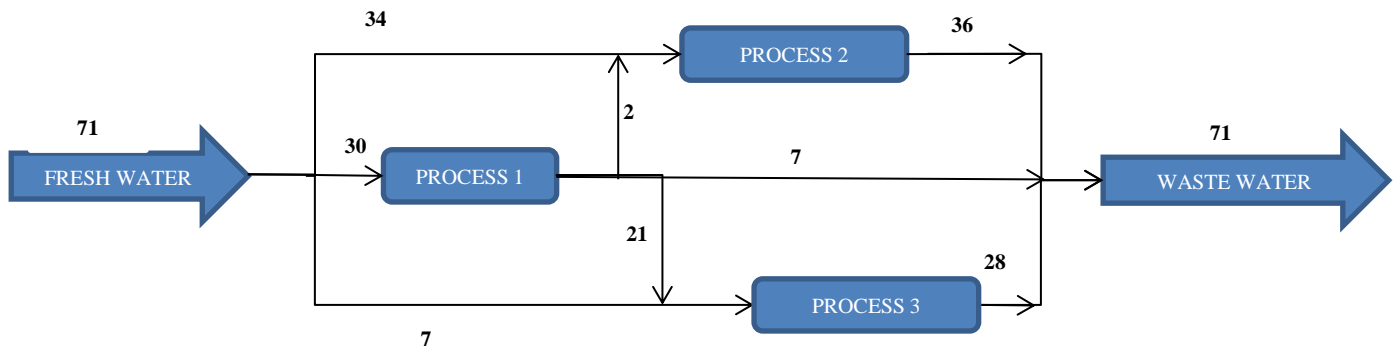 34
36
PROCESS 2
71
2
71
30
7
FRESH WATER
PROCESS 1
WASTE WATER
21
28
PROCESS 3
7